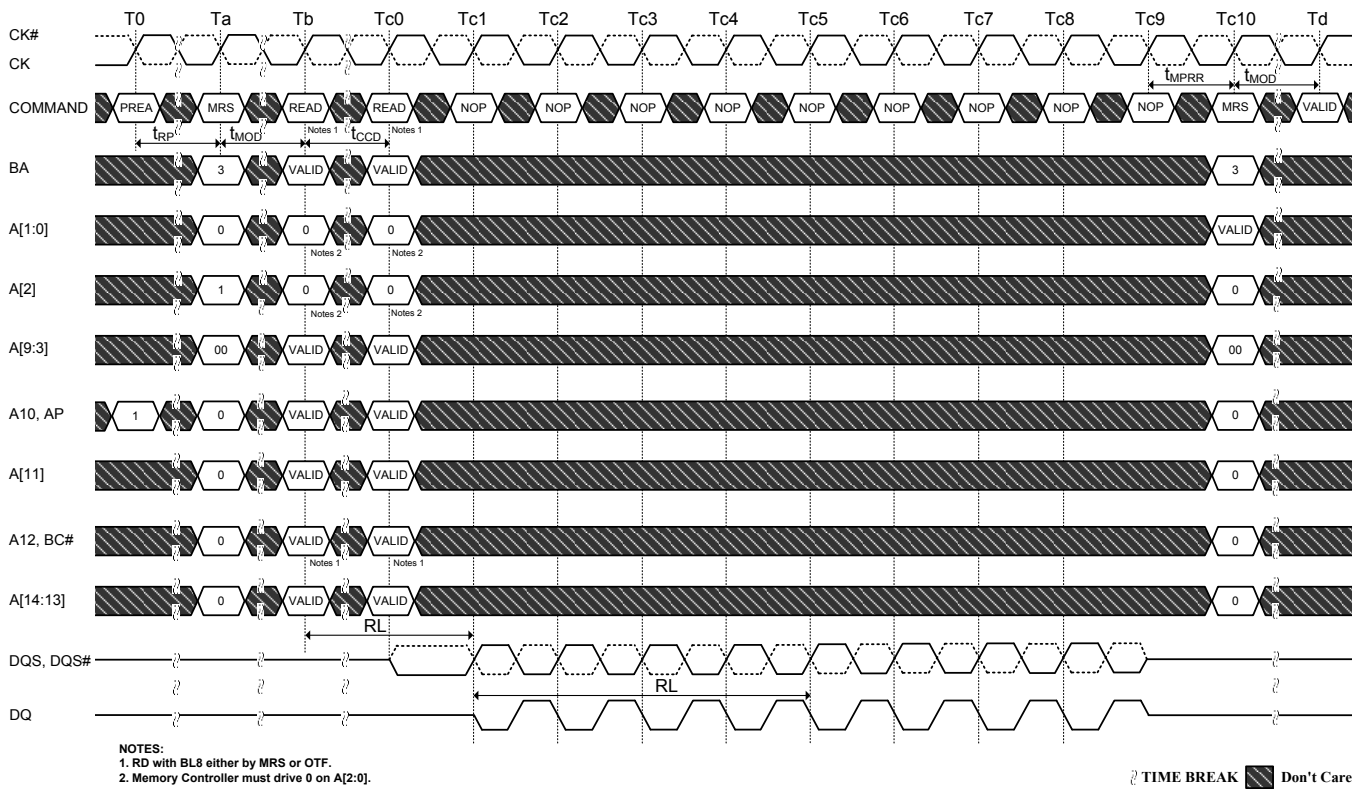 T0 Ta Tb Tc0 Tc1 Tc2 Tc3 Tc4 Tc5 Tc6 Tc7 Tc8 Tc9 Tc10 Td
CK#
CK
tMPRR tMOD
COMMAND PREA MRS READ READ NOP NOP NOP NOP NOP NOP NOP NOP NOP MRS VALID
Notes 1 Notes 1
tRP tMOD tCCD
BA 3 VALID VALID 3
A[1:0] 0 0 0 VALID
Notes 2 Notes 2
A[2] 1 0 0 0
Notes 2 Notes 2
A[9:3] 00 VALID VALID 00
A10, AP 1 0 VALID VALID 0
A[11] 0 VALID VALID 0
A12, BC# 0 VALID VALID 0
Notes 1 Notes 1
A[14:13] 0 VALID VALID 0
RL
DQS, DQS#
RL
DQ
NOTES:
1. RD with BL8 either by MRS or OTF.
2. Memory Controller must drive 0 on A[2:0].
TIME BREAK Don't Care